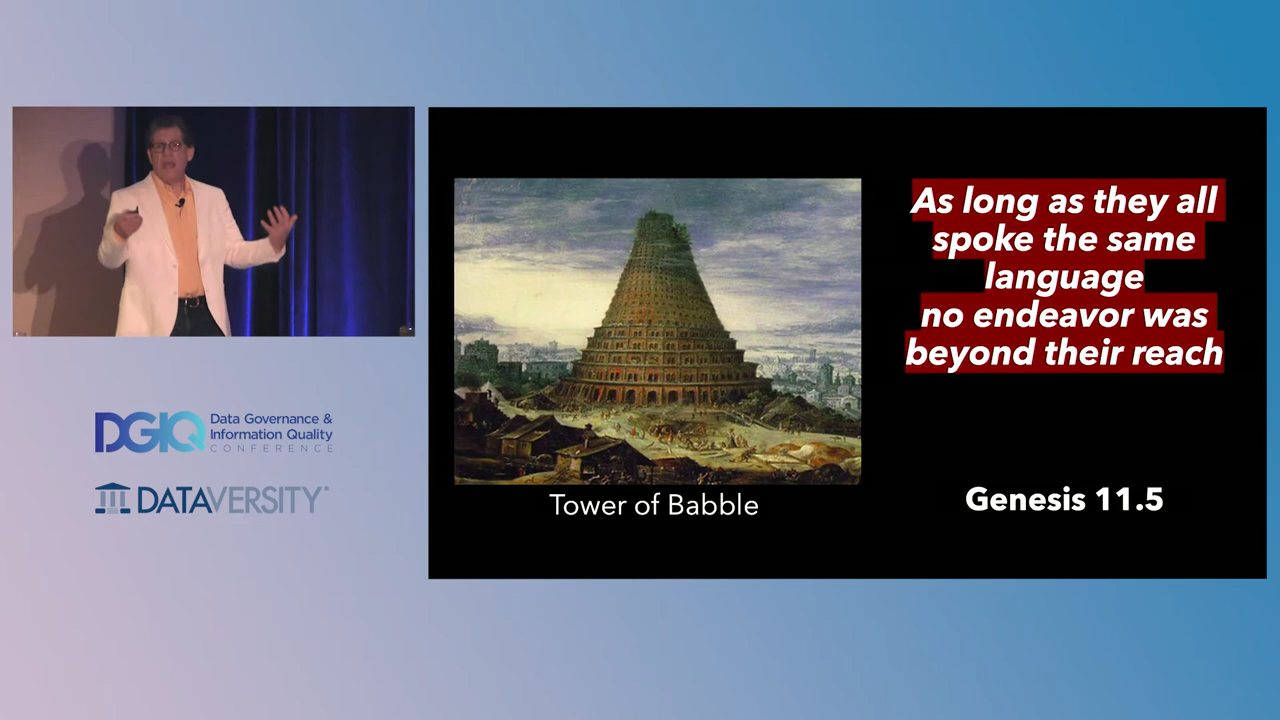 DGIQ Data Governance &
Information Quality
CONFERENCE
DATAVERSITY
Tower of Babble
As long as they all
spoke the same
language
no endeavor was
beyond their reach
Genesis 11.5